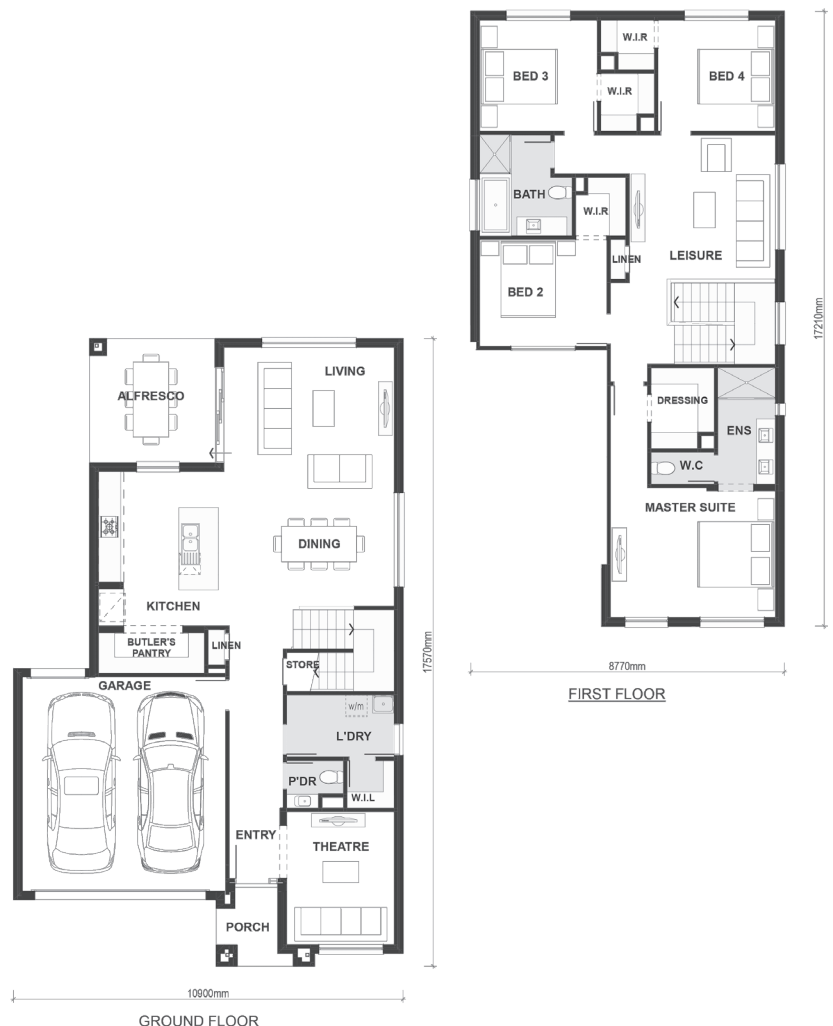 W.I.R
BED 3
BED 4
W.I.R
BATH
W.I.R
LEISURE
LINEN
BED 2
17210mm
DRESSING
ENS
W.C
MASTER SUITE
8770mm
FIRST FLOOR
LIVING
ALFRESCO
DINING
KITCHEN
BUTLER'S
PANTRY
LINEN
STORE
17570mm
GARAGE
w/m
L'DRY
P'DR
W.I.L
ENTRY
THEATRE
PORCH
10900mm
GROUND FLOOR